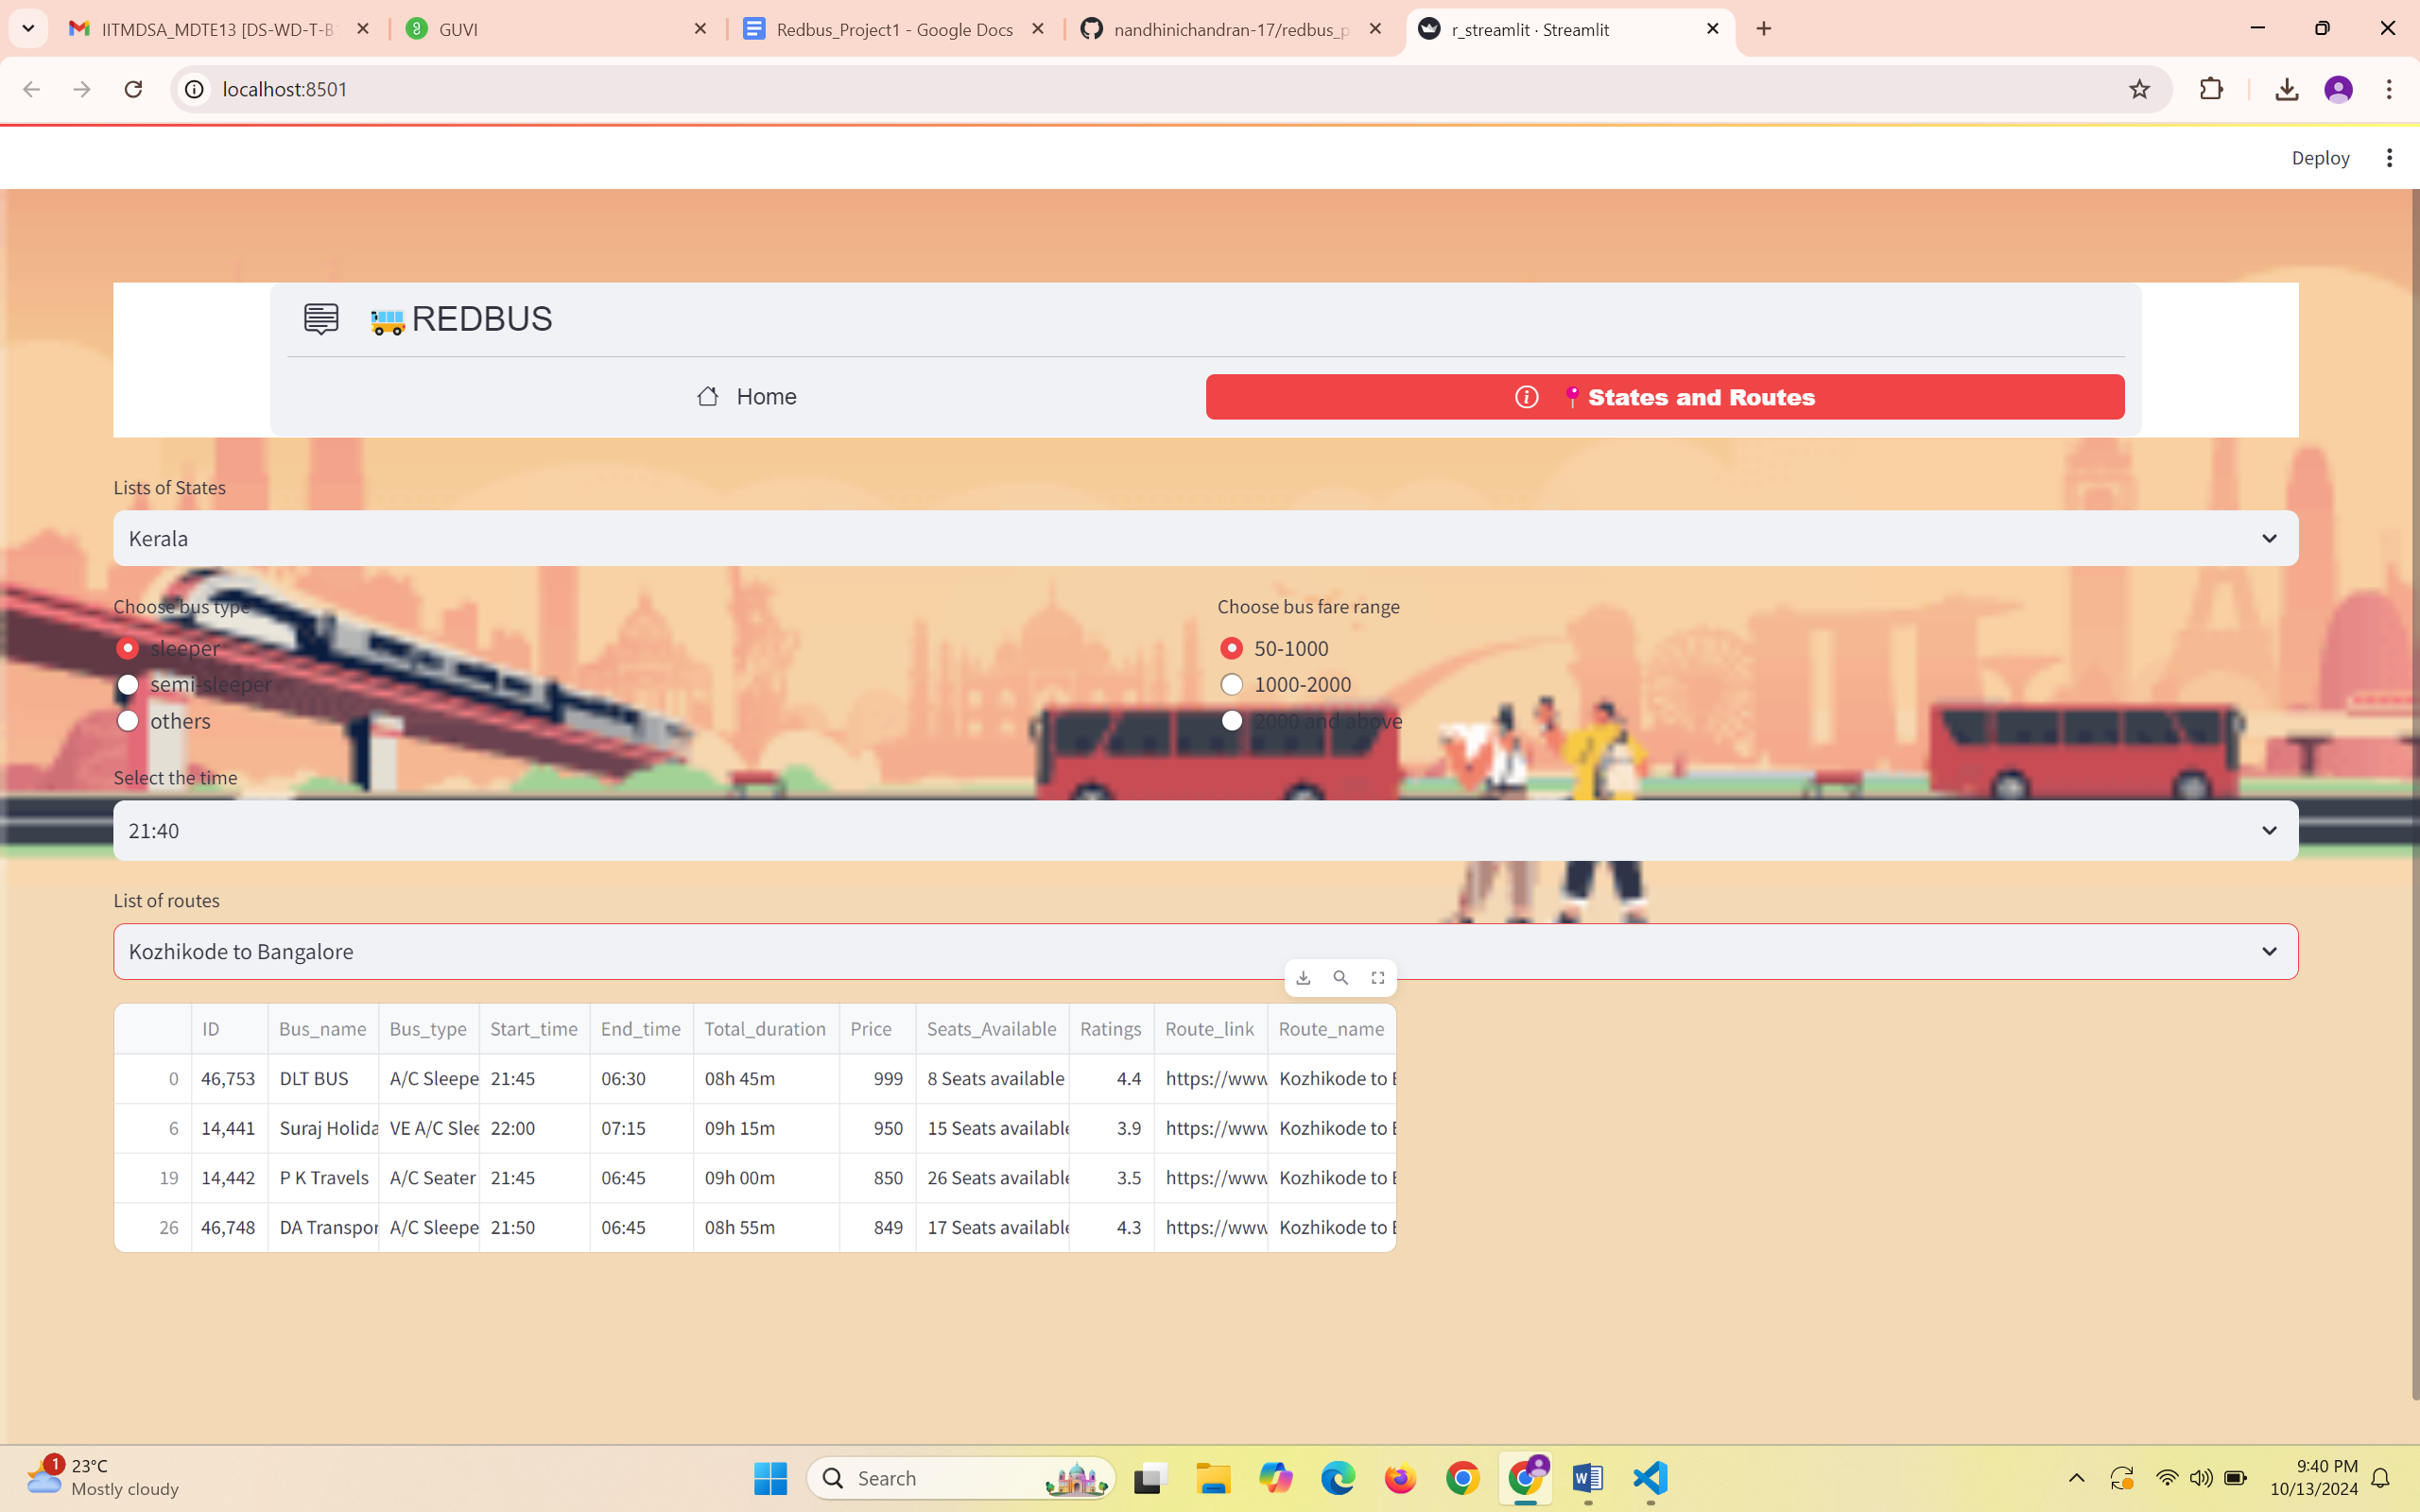 IITMDSA_MDTE13 [DS-WD-T-B
GUVI
Redbus_Project1 - Google Docs
nandhinichandran-17/redbus_p
r_streamlit · Streamlit
localhost:8501
Deploy
REDBUS
Home
States and Routes
Lists of States
Kerala
Choose bus type
Choose bus fare range
sleeper
50-1000
semi-sleeper
1000-2000
others
2000 and above
Select the time
21:40
List of routes
Kozhikode to Bangalore
ID Bus_name Bus_type Start_time End_time Total_duration Price Seats_Available Ratings Route_link Route_name
0 46,753 DLT BUS A/C Sleepe 21:45 06:30 08h 45m 999 8 Seats available 4.4 https://www Kozhikode to
6 14,441 Suraj Holida VE A/C Slee 22:00 07:15 09h 15m 950 15 Seats available 3.9 https://www Kozhikode to
19 14,442 P K Travels A/C Seater 21:45 06:45 09h 00m 850 26 Seats available 3.5 https://www Kozhikode to
26 46,748 DA Transpor A/C Sleepe 21:50 06:45 08h 55m 849 17 Seats available 4.3 https://www Kozhikode to
1
23°C
Mostly cloudy
Search
9:40 PM
10/13/2024